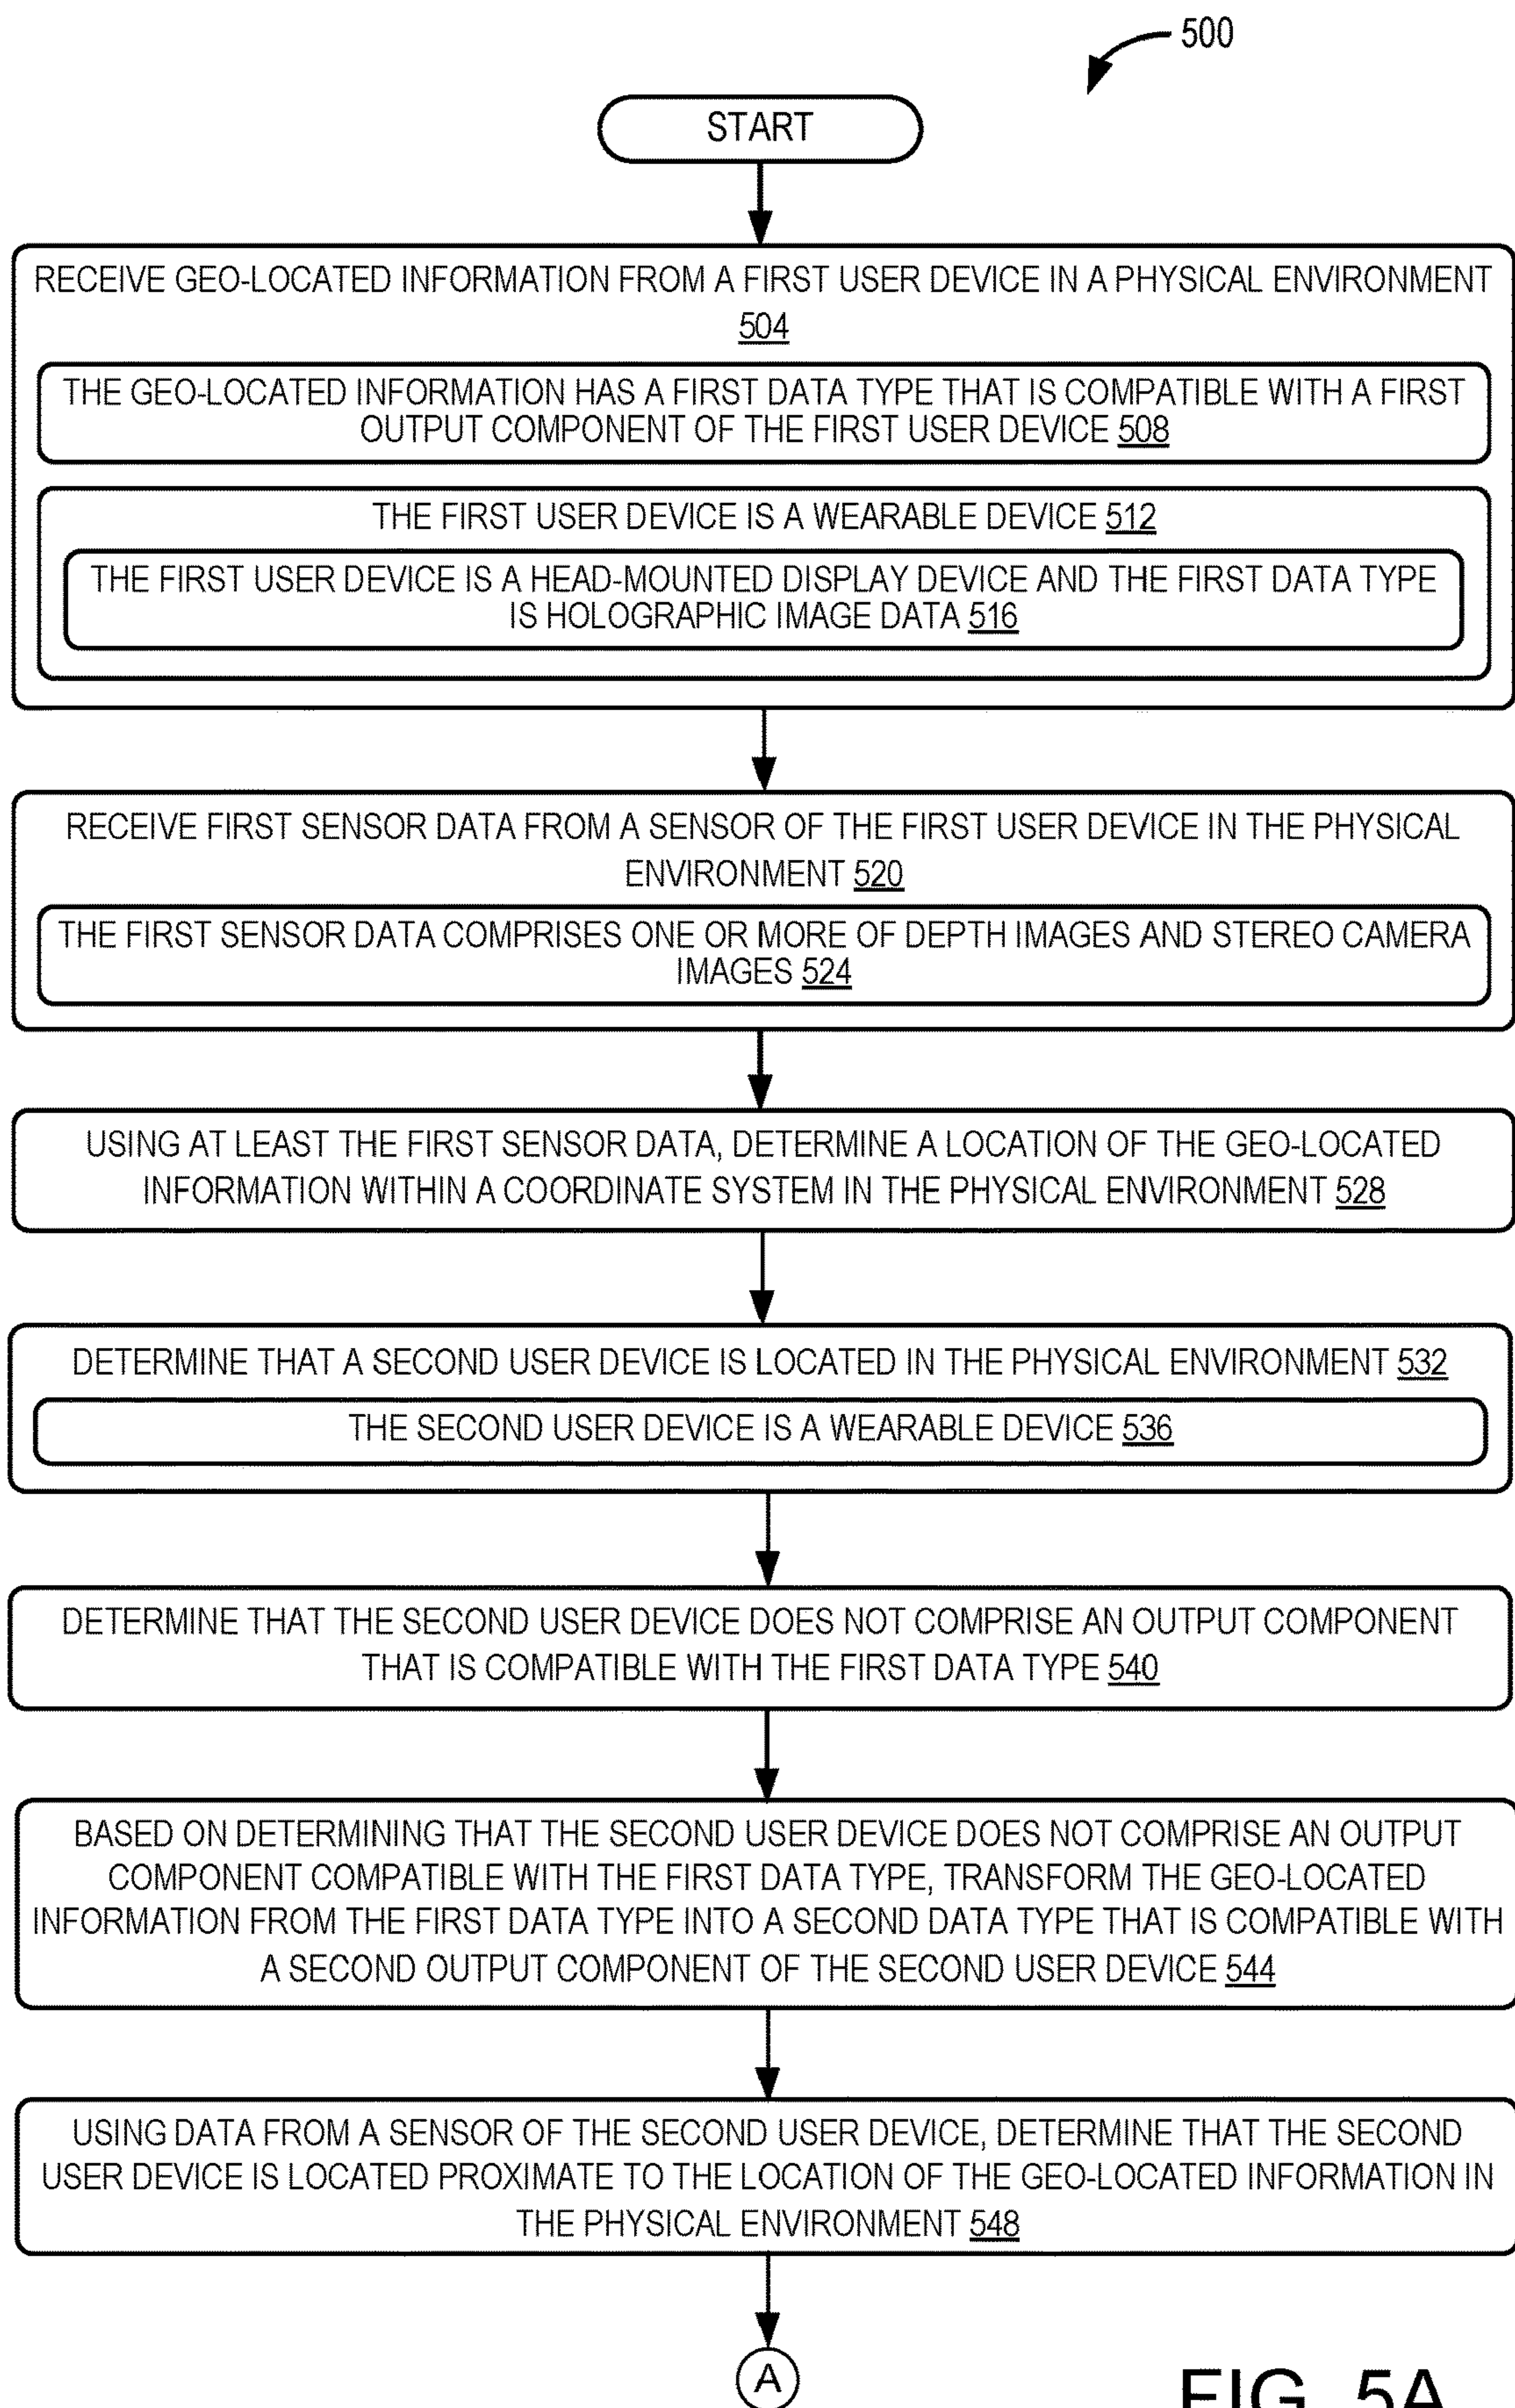 500
START
RECEIVE GEO-LOCATED INFORMATION FROM A FIRST USER DEVICE IN A PHYSICAL ENVIRONMENT
504
THE GEO-LOCATED INFORMATION HAS A FIRST DATA TYPE THAT IS COMPATIBLE WITH A FIRST
OUTPUT COMPONENT OF THE FIRST USER DEVICE 508
THE FIRST USER DEVICE IS A WEARABLE DEVICE 512
THE FIRST USER DEVICE IS A HEAD-MOUNTED DISPLAY DEVICE AND THE FIRST DATA TYPE
IS HOLOGRAPHIC IMAGE DATA 516
RECEIVE FIRST SENSOR DATA FROM A SENSOR OF THE FIRST USER DEVICE IN THE PHYSICAL
ENVIRONMENT 520
THE FIRST SENSOR DATA COMPRISES ONE OR MORE OF DEPTH IMAGES AND STEREO CAMERA
IMAGES 524
USING AT LEAST THE FIRST SENSOR DATA, DETERMINE A LOCATION OF THE GEO-LOCATED
INFORMATION WITHIN A COORDINATE SYSTEM IN THE PHYSICAL ENVIRONMENT 528
DETERMINE THAT A SECOND USER DEVICE IS LOCATED IN THE PHYSICAL ENVIRONMENT 532
THE SECOND USER DEVICE IS A WEARABLE DEVICE 536
DETERMINE THAT THE SECOND USER DEVICE DOES NOT COMPRISE AN OUTPUT COMPONENT
THAT IS COMPATIBLE WITH THE FIRST DATA TYPE 540
BASED ON DETERMINING THAT THE SECOND USER DEVICE DOES NOT COMPRISE AN OUTPUT
COMPONENT COMPATIBLE WITH THE FIRST DATA TYPE, TRANSFORM THE GEO-LOCATED
INFORMATION FROM THE FIRST DATA TYPE INTO A SECOND DATA TYPE THAT IS COMPATIBLE WITH
A SECOND OUTPUT COMPONENT OF THE SECOND USER DEVICE 544
USING DATA FROM A SENSOR OF THE SECOND USER DEVICE, DETERMINE THAT THE SECOND
USER DEVICE IS LOCATED PROXIMATE TO THE LOCATION OF THE GEO-LOCATED INFORMATION IN
THE PHYSICAL ENVIRONMENT 548
A
FIG. 5A